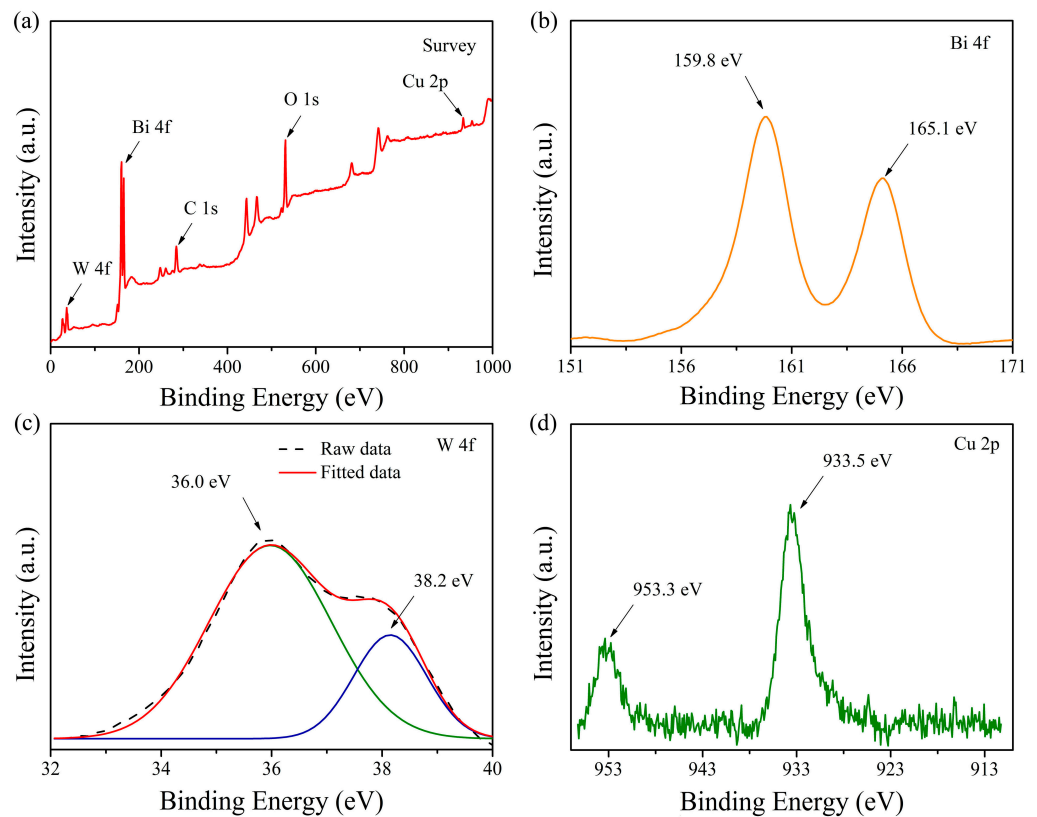 (a)
Survey
Cu 2p
O 1s
Bi 4f
C 1s
W 4f
Intensity (a.u.)
0 200 400 600 800 1000
Binding Energy (eV)
(b)
Bi 4f
159.8 eV
165.1 eV
Intensity (a.u.)
151 156 161 166 171
Binding Energy (eV)
(c)
W 4f
Raw data
Fitted data
36.0 eV
38.2 eV
Intensity (a.u.)
32 34 36 38 40
Binding Energy (eV)
(d)
Cu 2p
933.5 eV
953.3 eV
Intensity (a.u.)
953 943 933 923 913
Binding Energy (eV)